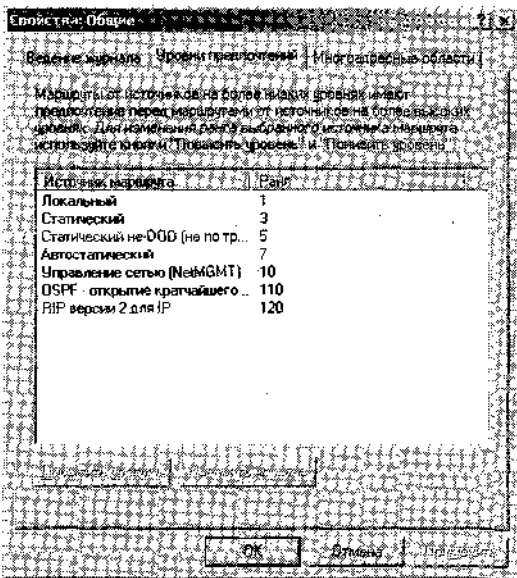 Свойства: Общие
Ведение журнала Уровни предпочтений Многоадресные области
Маршруты от источников на более низких уровнях имеют
предпочтение перед маршрутами от источников на более высоких
уровнях. Для изменения ранга выбранного источника маршрута
используйте кнопки "Повысить уровень" и "Понизить уровень"
Источник маршрута Ранг
Локальный 1
Статический 3
Статический не-DOD (не по тр... 5
Автостатический 7
Управление сетью (NetMGMT) 10
OSPF - открытие кратчайшего ... 110
RIP версии 2 для IP 120
OK Отмена